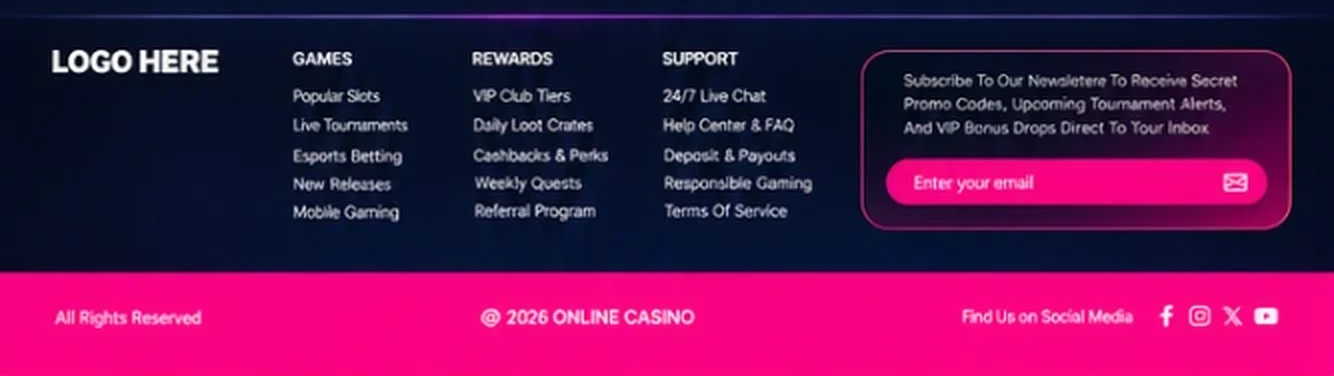 LOGO HERE
GAMES
Popular Slots
Live Tournaments
Esports Betting
New Releases
Mobile Gaming
REWARDS
VIP Club Tiers
Daily Loot Crates
Cashbacks & Perks
Weekly Quests
Referral Program
SUPPORT
24/7 Live Chat
Help Center & FAQ
Deposit & Payouts
Responsible Gaming
Terms Of Service
Subscribe To Our Newsletere To Receive Secret
Promo Codes, Upcoming Tournament Alerts,
And VIP Bonus Drops Direct To Your Inbox
Enter your email
All Rights Reserved
@ 2026 ONLINE CASINO
Find Us on Social Media